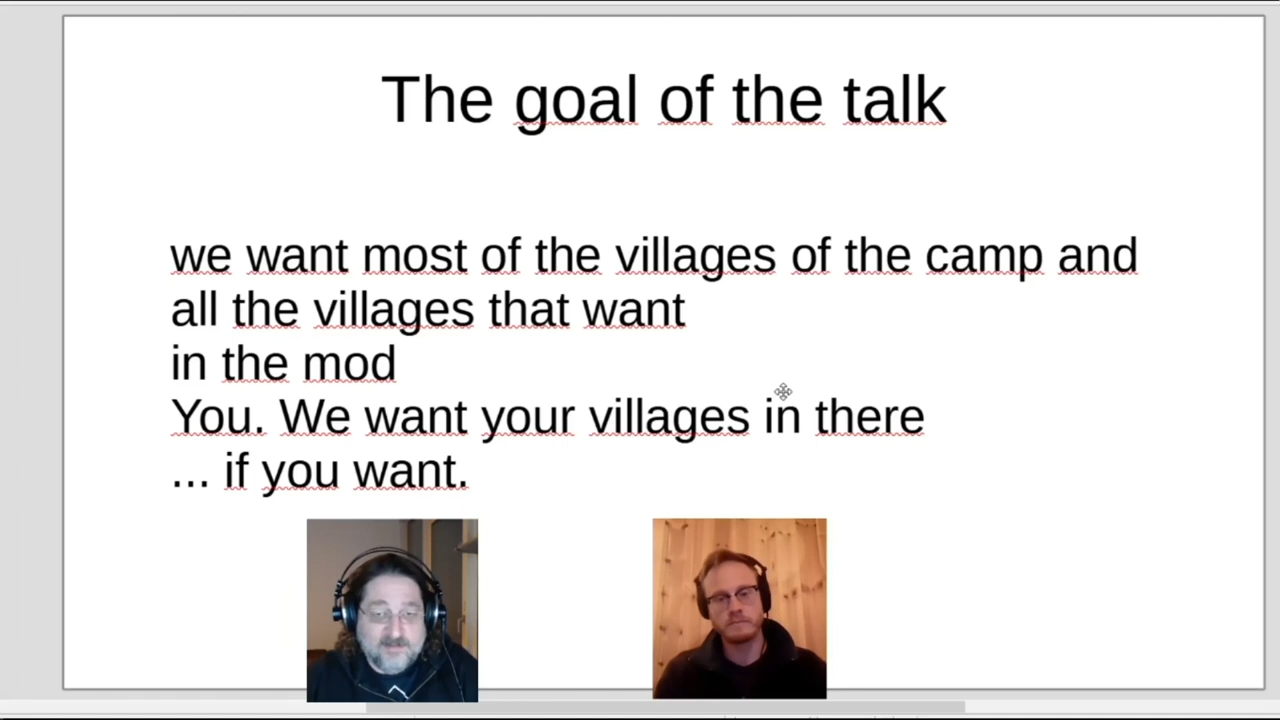 The goal of the talk
we want most of the villages of the camp and
all the villages that want
in the mod
You. We want your villages in there
... if you want.